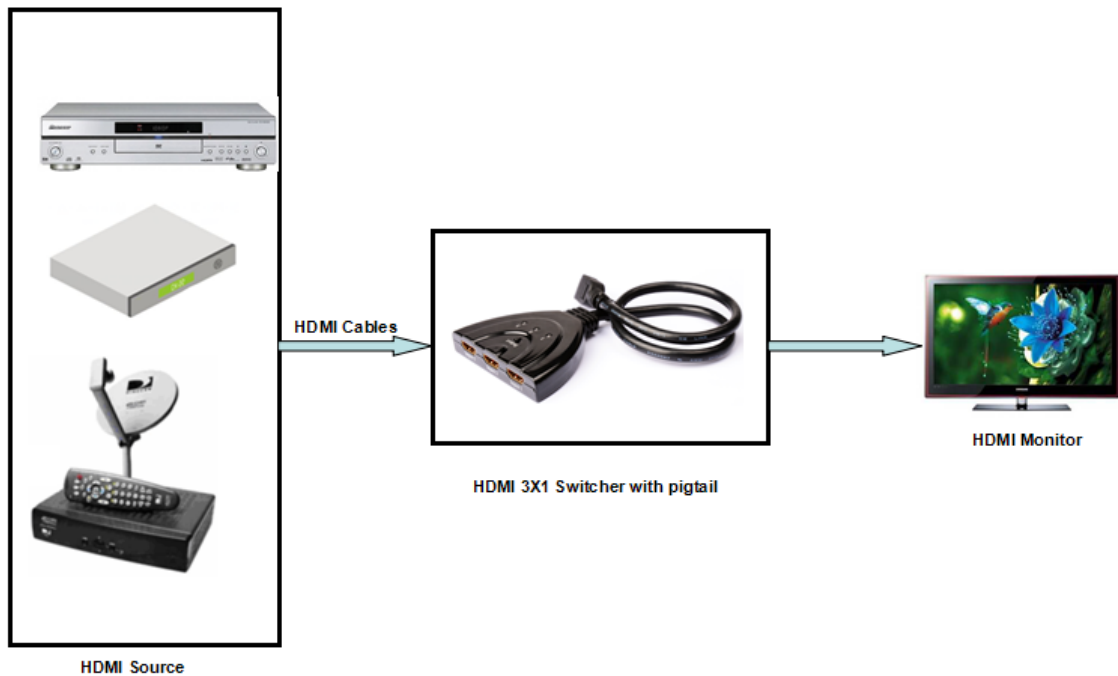 HDMI Source
HDMI Cables
HDMI 3X1 Switcher with pigtail
HDMI Monitor